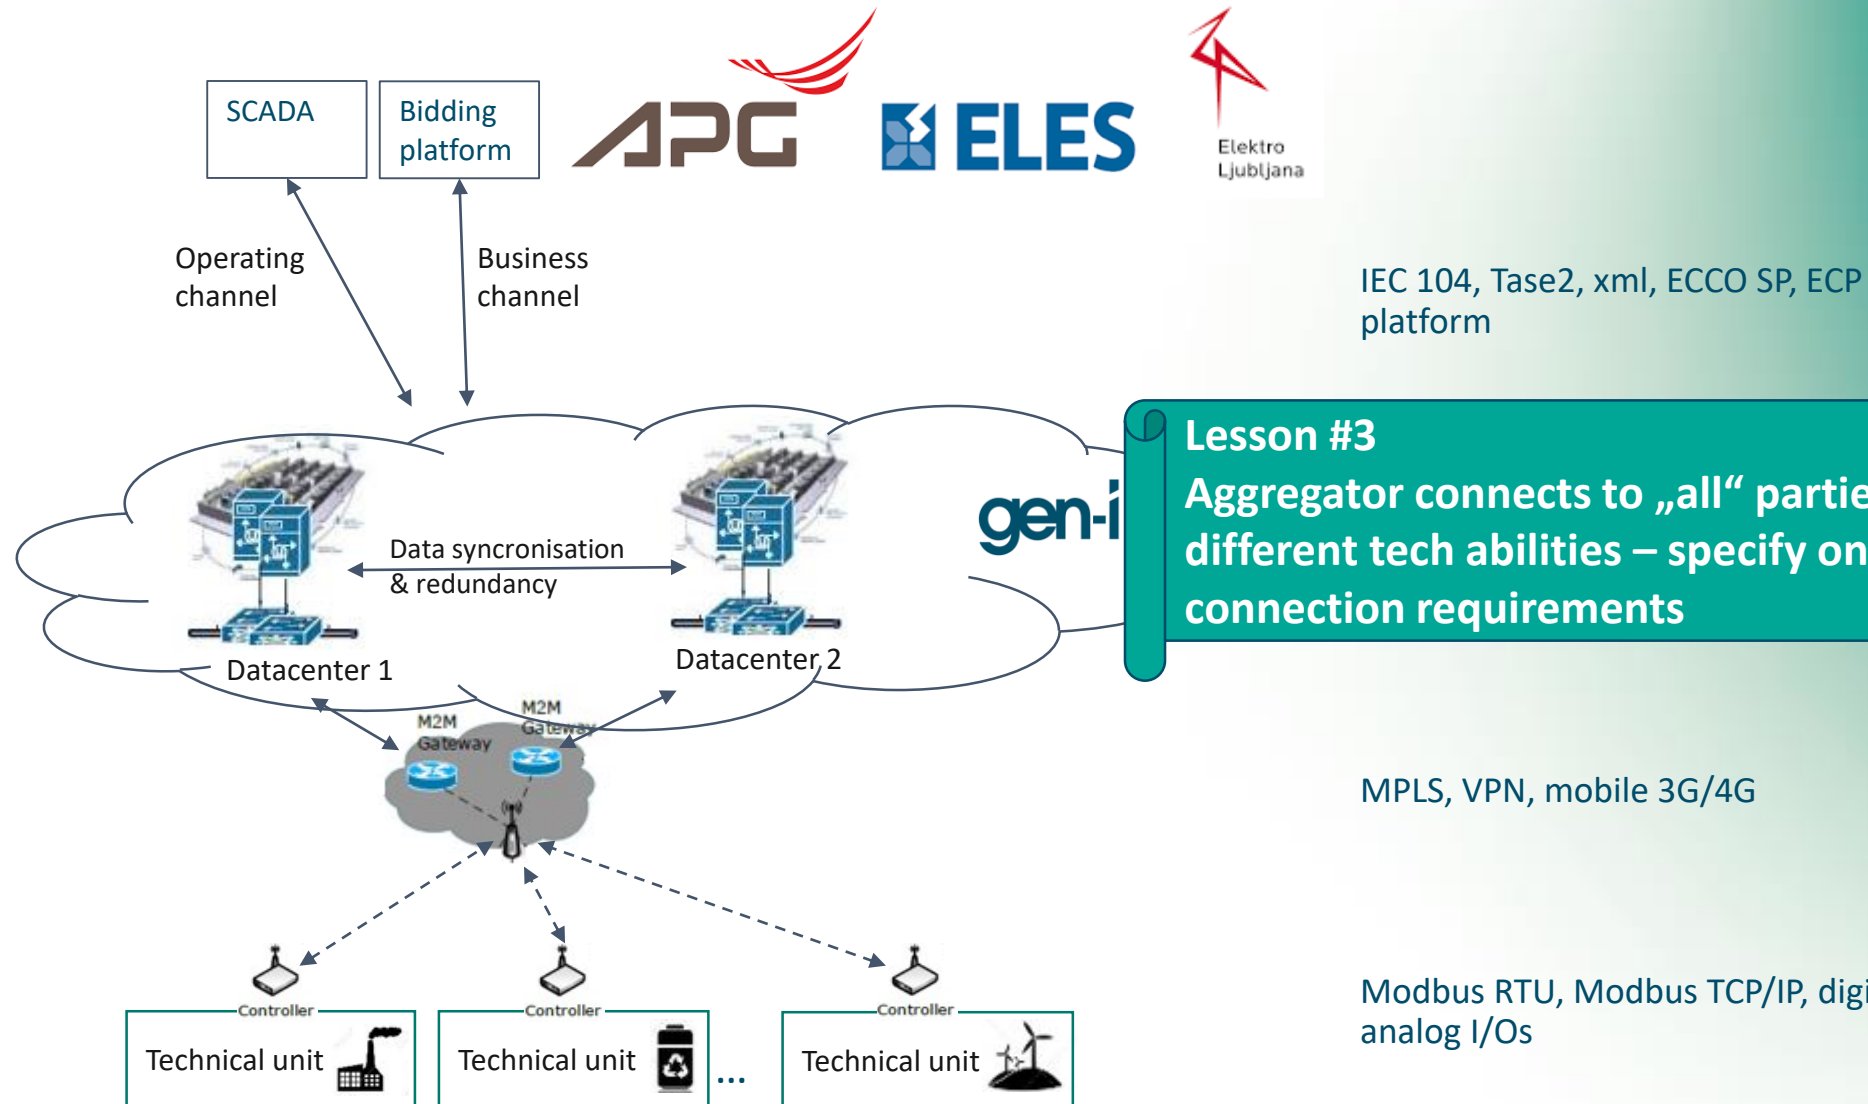 SCADA
Bidding
platform
APG
ELES
Elektro
Ljubljana
Operating
channel
Business
channel
IEC 104, Tase2, xml, ECCO SP, ECP
platform
Lesson #3
Aggregator connects to „all“ partie
different tech abilities – specify on
connection requirements
gen-i
Data syncronisation
& redundancy
Datacenter 1
Datacenter 2
M2M
Gateway
M2M
Gateway
MPLS, VPN, mobile 3G/4G
Controller
Controller
Controller
Modbus RTU, Modbus TCP/IP, digi
analog I/Os
Technical unit
Technical unit
...
Technical unit